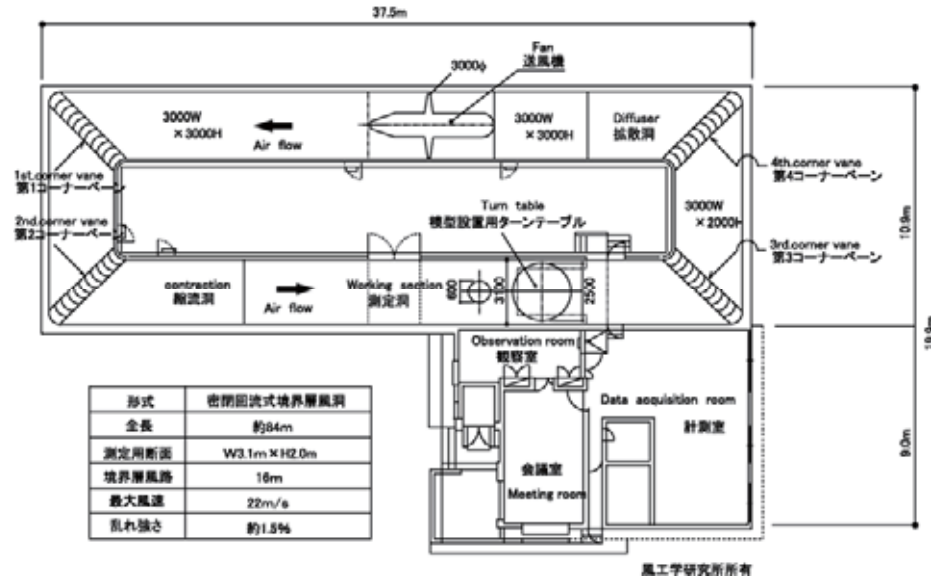 37.5m
Fan
送風機
3000φ
3000W
×3000H
Air flow
3000W
×3000H
Diffuser
拡散洞
1st.corner vane
第1コーナーベーン
4th.corner vane
第4コーナーベーン
Turn table
模型設置用ターンテーブル
3000W
×2000H
10.9m
2nd.corner vane
第2コーナーベーン
3rd.corner vane
第3コーナーベーン
contraction
縮流洞
Air flow
Working section
測定洞
600
3100
2500
19.9m
Observation room
観察室
Data acquisition room
計測室
9.0m
会議室
Meeting room
形式 密閉回流式境界層風洞
全長 約84m
測定用断面 W3.1m×H2.0m
境界層風路 16m
最大風速 22m/s
乱れ強さ 約1.5%
風工学研究所所有